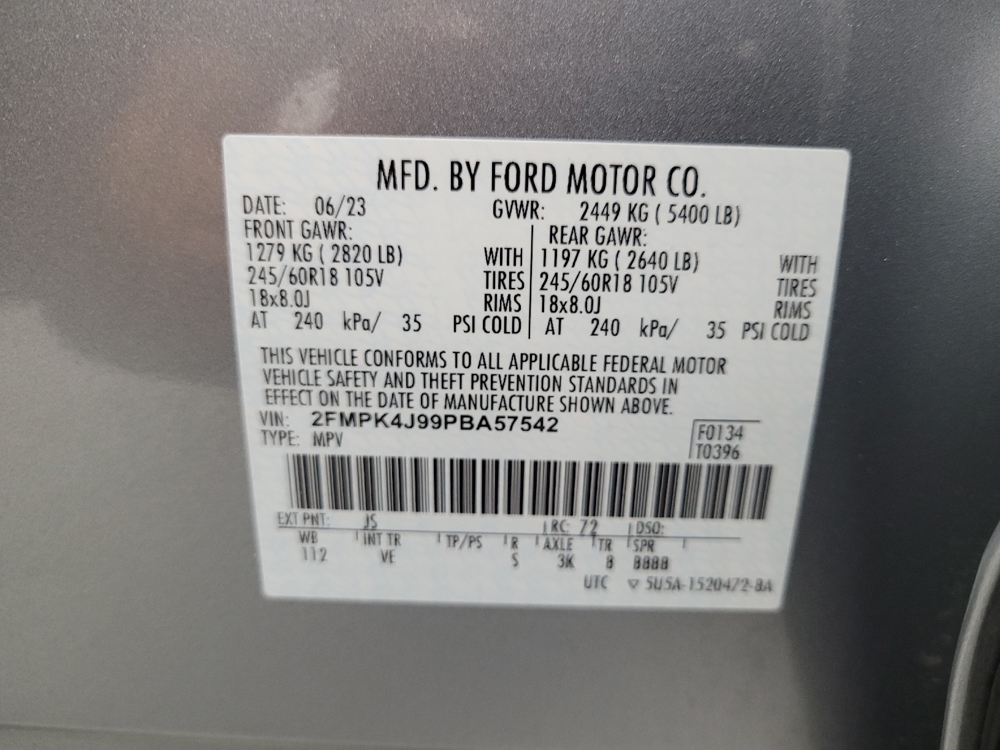 MFD. BY FORD MOTOR CO.
DATE: 06/23 GVWR: 2449 KG ( 5400 LB)
FRONT GAWR: REAR GAWR:
1279 KG ( 2820 LB) WITH 1197 KG ( 2640 LB) WITH
245/60R18 105V TIRES 245/60R18 105V TIRES
18x8.0J RIMS 18x8.0J RIMS
AT 240 kPa/ 35 PSI COLD AT 240 kPa/ 35 PSI COLD
THIS VEHICLE CONFORMS TO ALL APPLICABLE FEDERAL MOTOR
VEHICLE SAFETY AND THEFT PREVENTION STANDARDS IN
EFFECT ON THE DATE OF MANUFACTURE SHOWN ABOVE.
VIN: 2FMPK4J99PBA57542
TYPE: MPV
F0134
T0396
EXT PNT: JS RC: 72 DSO:
WB INT TR TP/PS R AXLE TR SPR
112 VE S 3K 8 8888
UTC ▽ 5U5A-1520472-BA